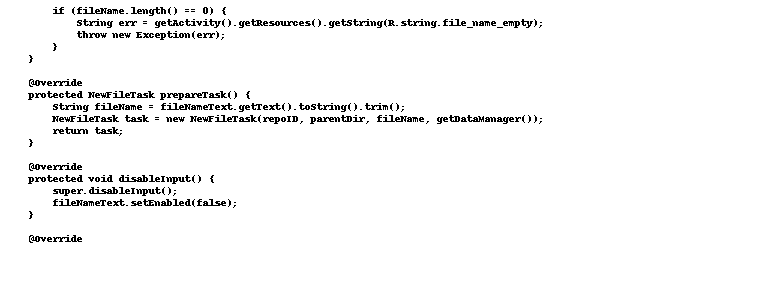 if (fileName.length() == 0) {
String err = getActivity().getResources().getString(R.string.file_name_empty);
throw new Exception(err);
}
}
@Override
protected NewFileTask prepareTask() {
String fileName = fileNameText.getText().toString().trim();
NewFileTask task = new NewFileTask(repoID, parentDir, fileName, getDataManager());
return task;
}
@Override
protected void disableInput() {
super.disableInput();
fileNameText.setEnabled(false);
}
@Override